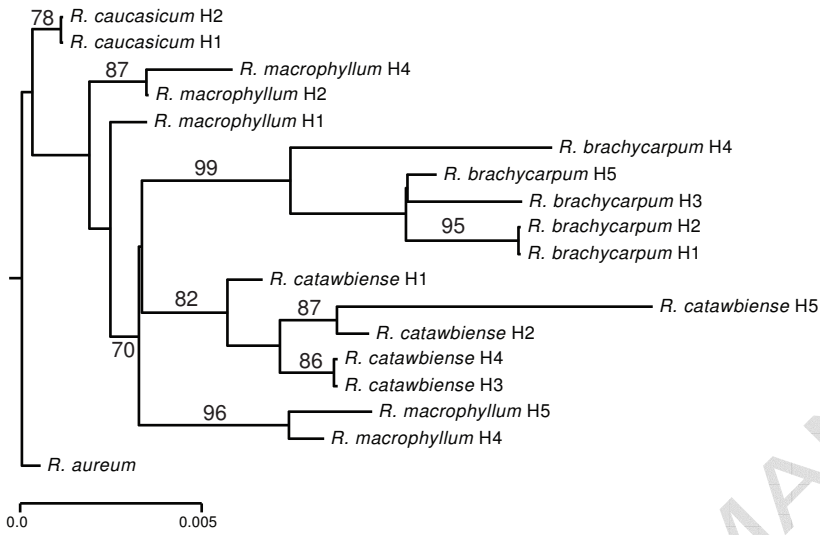 78
R. caucasicum H2
R. caucasicum H1
87
R. macrophyllum H4
R. macrophyllum H2
R. macrophyllum H1
R. brachycarpum H4
99
R. brachycarpum H5
R. brachycarpum H3
95
R. brachycarpum H2
R. brachycarpum H1
R. catawbiense H1
82
87
R. catawbiense H5
R. catawbiense H2
70
86
R. catawbiense H4
R. catawbiense H3
96
R. macrophyllum H5
R. macrophyllum H4
R. aureum
0.0 0.005
MAN